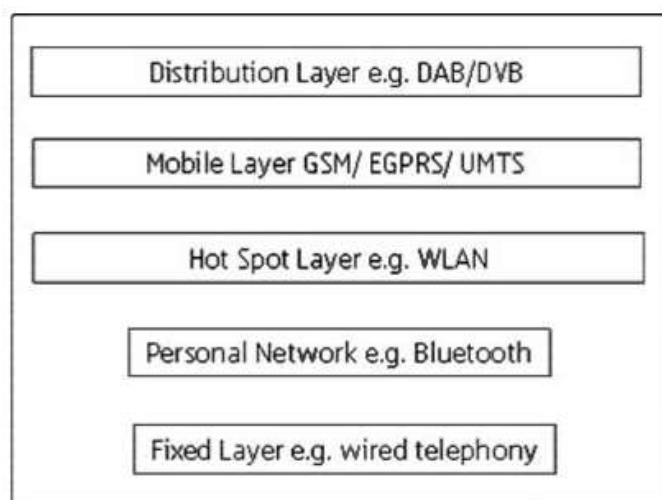 Distribution Layer e.g. DAB/DVB
Mobile Layer GSM/ EGPRS/ UMTS
Hot Spot Layer e.g. WLAN
Personal Network e.g. Bluetooth
Fixed Layer e.g. wired telephony